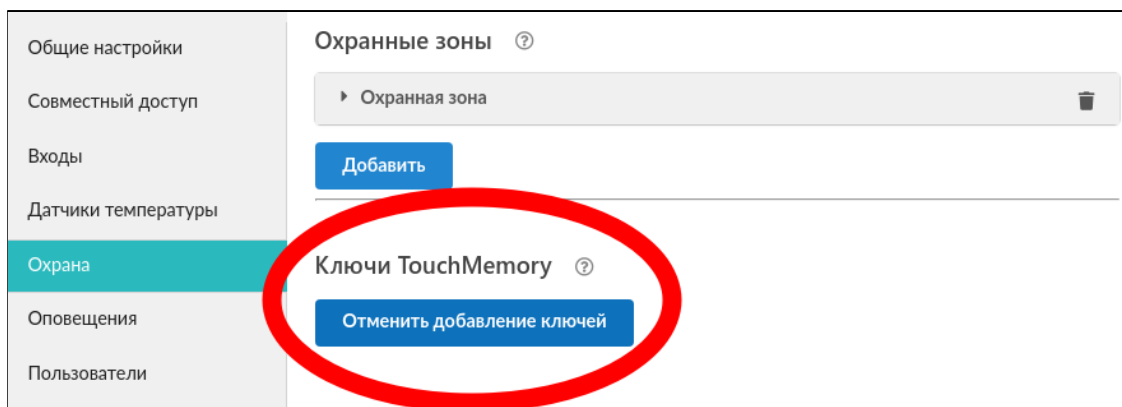 Общие настройки
Совместный доступ
Входы
Датчики температуры
Охрана
Оповещения
Пользователи
Охранные зоны
Охранная зона
Добавить
Ключи TouchMemory
Отменить добавление ключей